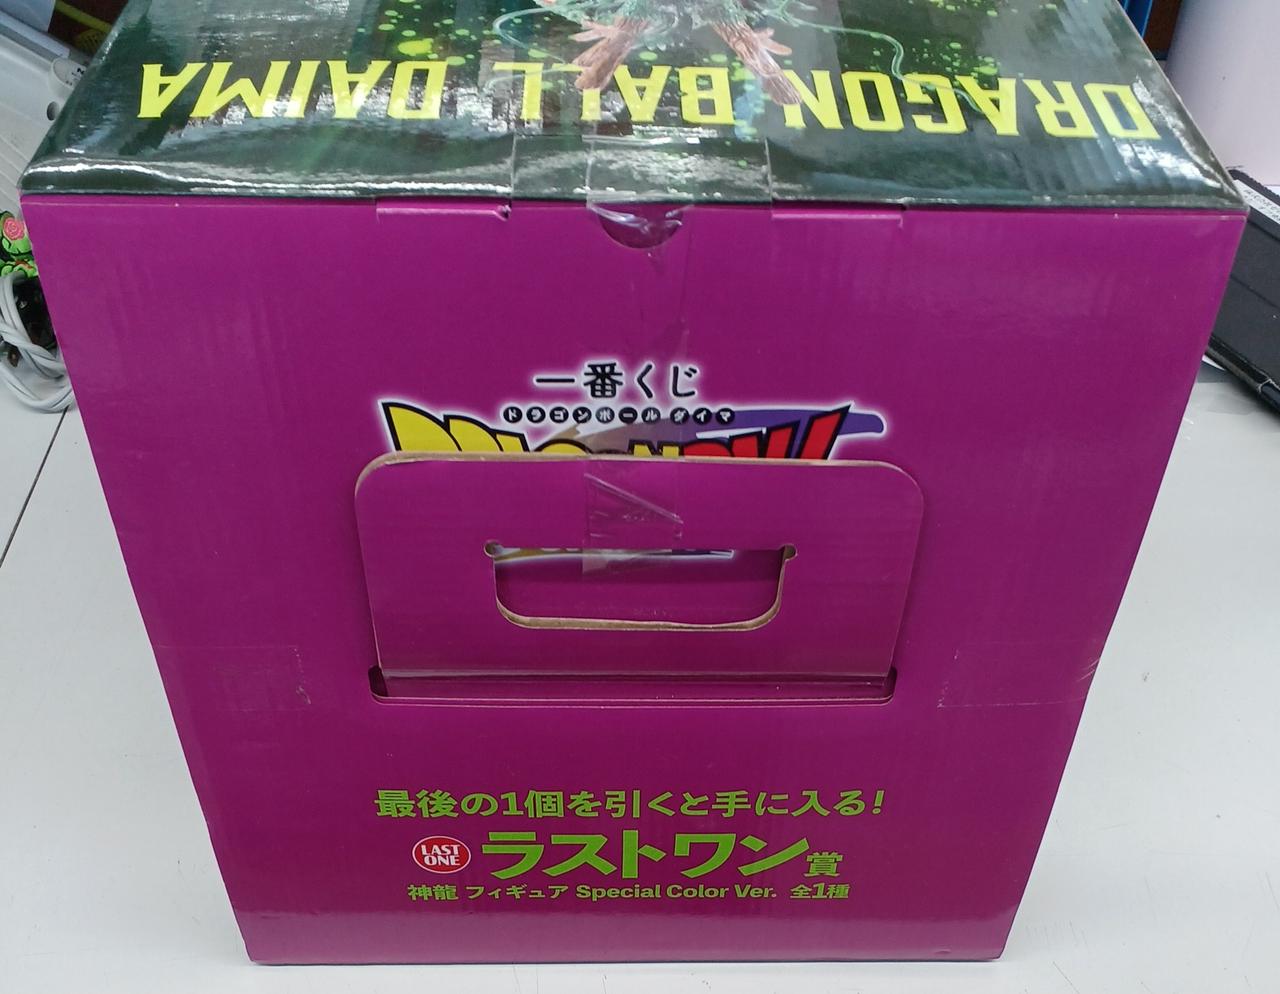 DRAGON BALL DAIMA
一番くじ
ドラゴンボール ダイマ
最後の1個を引くと手に入る!
LAST ONE ラストワン賞
神龍 フィギュア Special Color Ver. 全1種